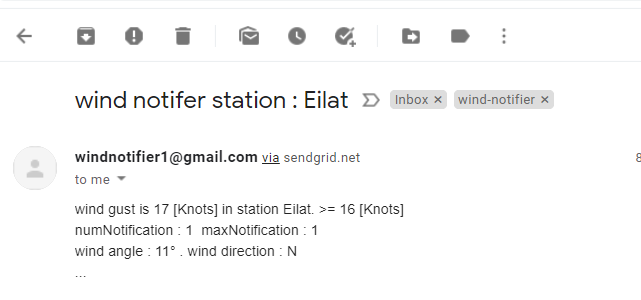 wind notifer station : Eilat Inbox × wind-notifier ×
windnotifier1@gmail.com via sendgrid.net 8
to me
wind gust is 17 [Knots] in station Eilat. >= 16 [Knots]
numNotification : 1 maxNotification : 1
wind angle : 11° . wind direction : N
...